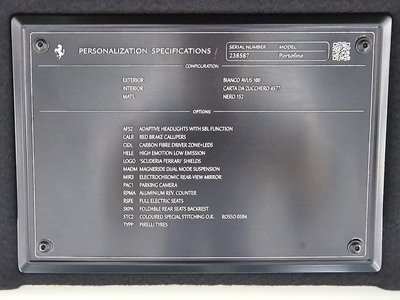 PERSONALIZATION SPECIFICATIONS /
SERIAL NUMBER MODEL
238587 Portofino
CONFIGURATION
EXTERIOR BIANCO AVUS 100
INTERIOR CARTA DA ZUCCHERO 4577
MATS NERO 152
OPTIONS
AFS2 ADAPTIVE HEADLIGHTS WITH SBL FUNCTION
CALR RED BRAKE CALLIPERS
CIDL CARBON FIBRE DRIVER ZONE+LEDS
HELE HIGH EMOTION LOW EMISSION
LOGO "SCUDERIA FERRARI" SHIELDS
MADM MAGNERIDE DUAL MODE SUSPENSION
MIR3 ELECTROCHROMIC REAR-VIEW MIRROR
PAC1 PARKING CAMERA
RPMA ALUMINIUM REV. COUNTER
RSFE FULL ELECTRIC SEATS
SKPA FOLDABLE REAR SEATS BACKREST
STC2 COLOURED SPECIAL STITCHING O.R. ROSSO 0584
TYPP PIRELLI TYRES